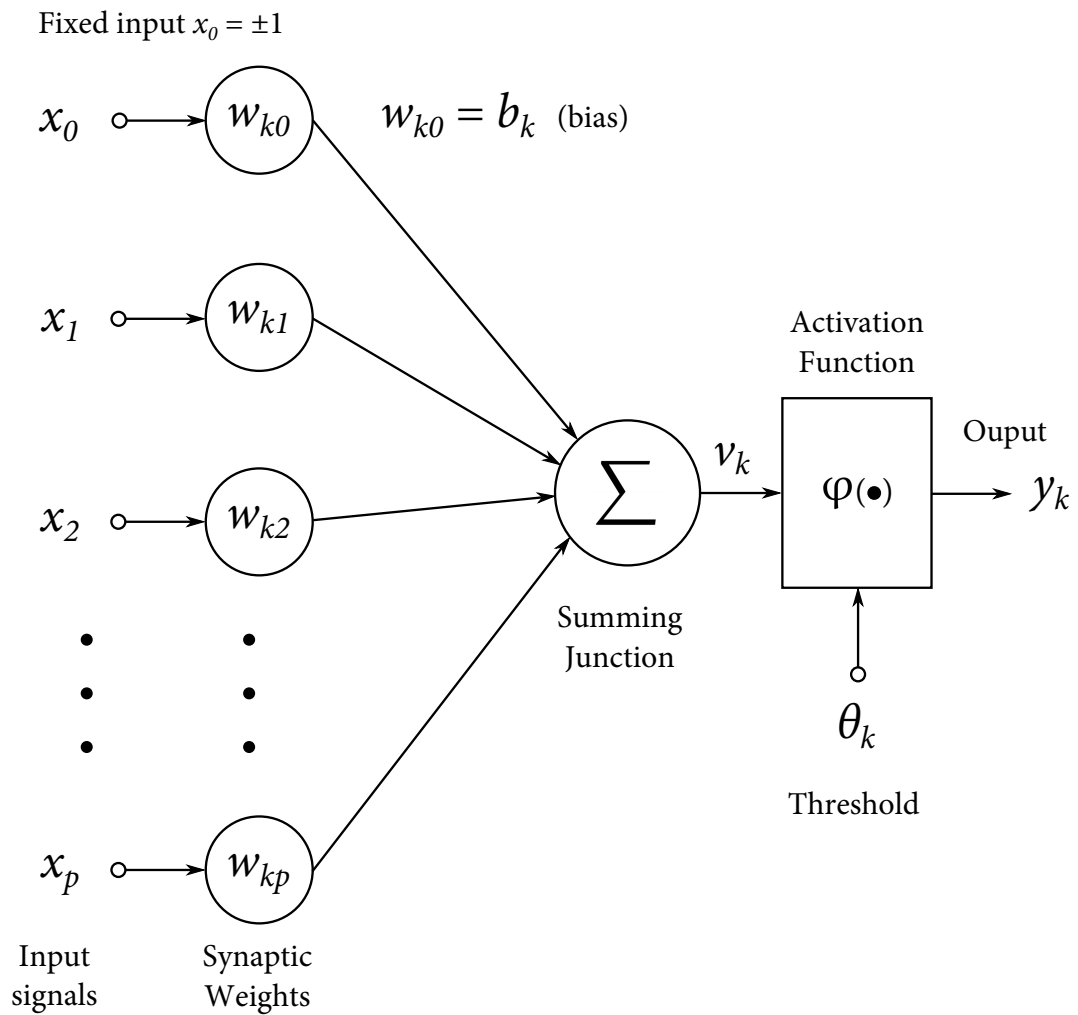 Fixed input x₀ = ±1
x₀ wₖ₀ wₖ₀ = bₖ (bias)
x₁ wₖ₁
Activation
Function
x₂ wₖ₂
∑ vₖ φ(•) yₖ
Ouput
Summing
Junction
θₖ
Threshold
xₚ wₖₚ
Input
signals
Synaptic
Weights